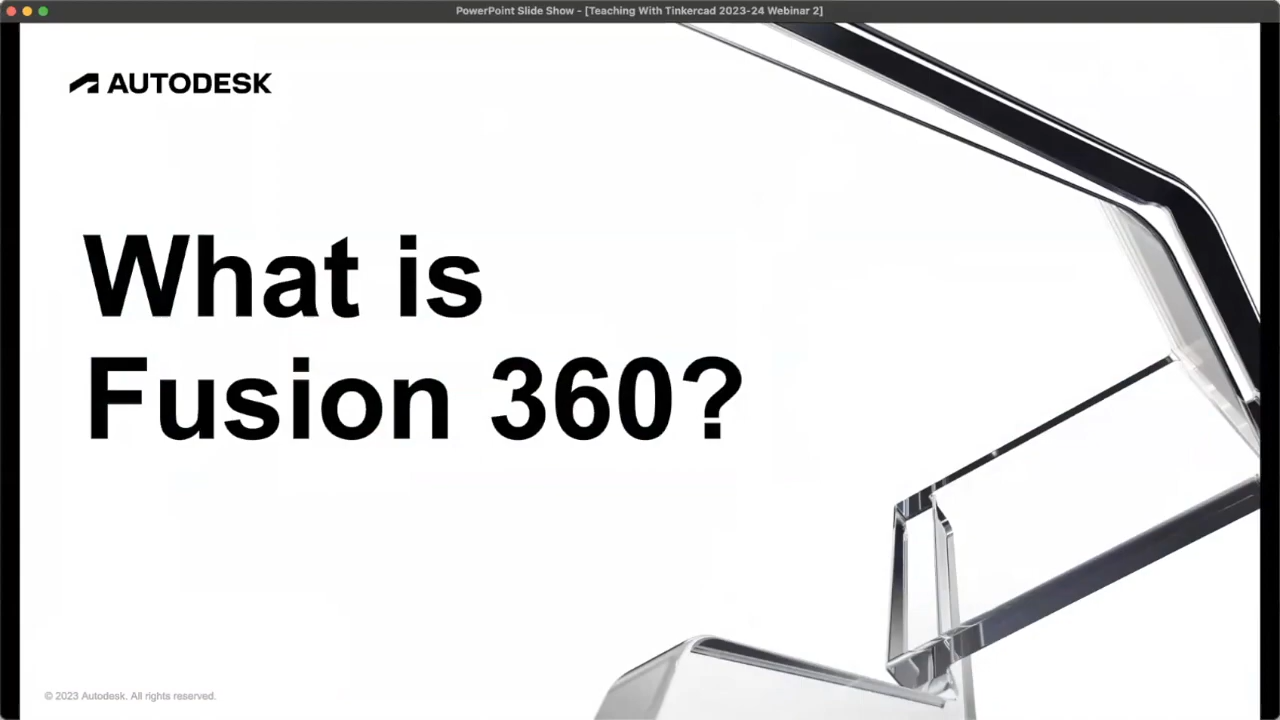 PowerPoint Slide Show - [Teaching With Tinkercad 2023-24 Webinar 2]
AUTODESK
What is
Fusion 360?
© 2023 Autodesk. All rights reserved.